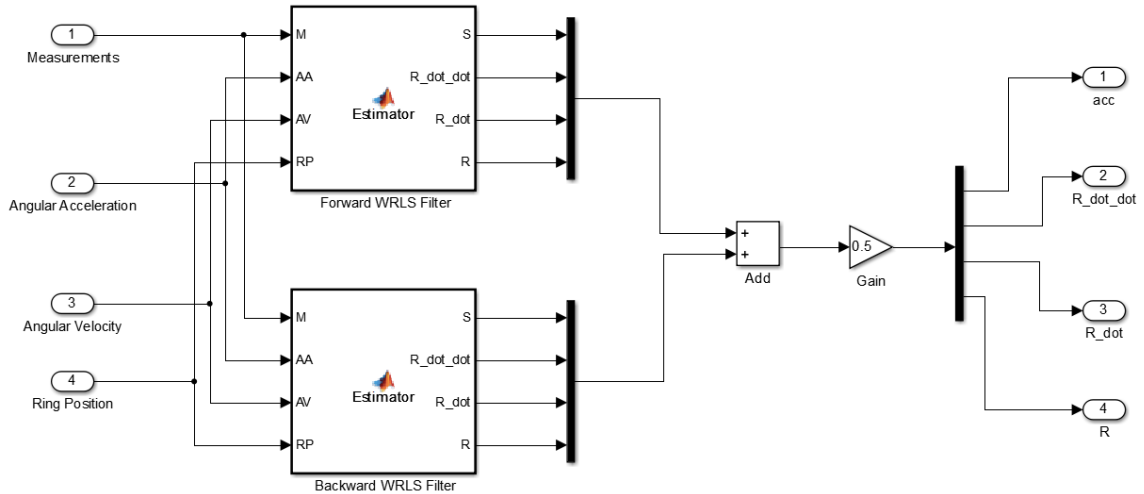 1
Measurements
2
Angular Acceleration
3
Angular Velocity
4
Ring Position
M
AA
AV
RP
Estimator
S
R_dot_dot
R_dot
R
Forward WRLS Filter
M
AA
AV
RP
Estimator
S
R_dot_dot
R_dot
R
Backward WRLS Filter
+
+
Add
0.5
Gain
1
acc
2
R_dot_dot
3
R_dot
4
R